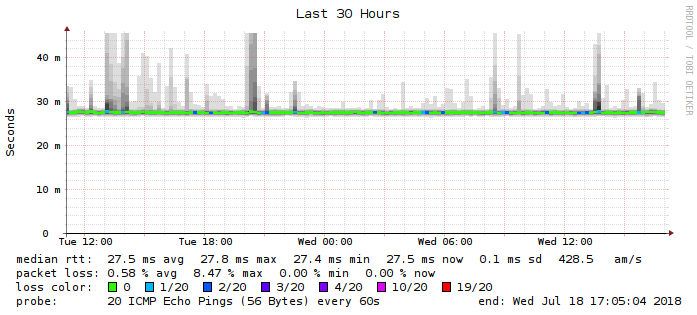 Last 30 Hours
RRDTOOL / TOBI OETIKER
Seconds
40 m
30 m
20 m
10 m
0
Tue 12:00 Tue 18:00 Wed 00:00 Wed 06:00 Wed 12:00
median rtt: 27.5 ms avg 27.8 ms max 27.4 ms min 27.5 ms now 0.1 ms sd 428.5 am/s
packet loss: 0.58 % avg 8.47 % max 0.00 % min 0.00 % now
loss color: 0 1/20 2/20 3/20 4/20 10/20 19/20
probe: 20 ICMP Echo Pings (56 Bytes) every 60s end: Wed Jul 18 17:05:04 2018